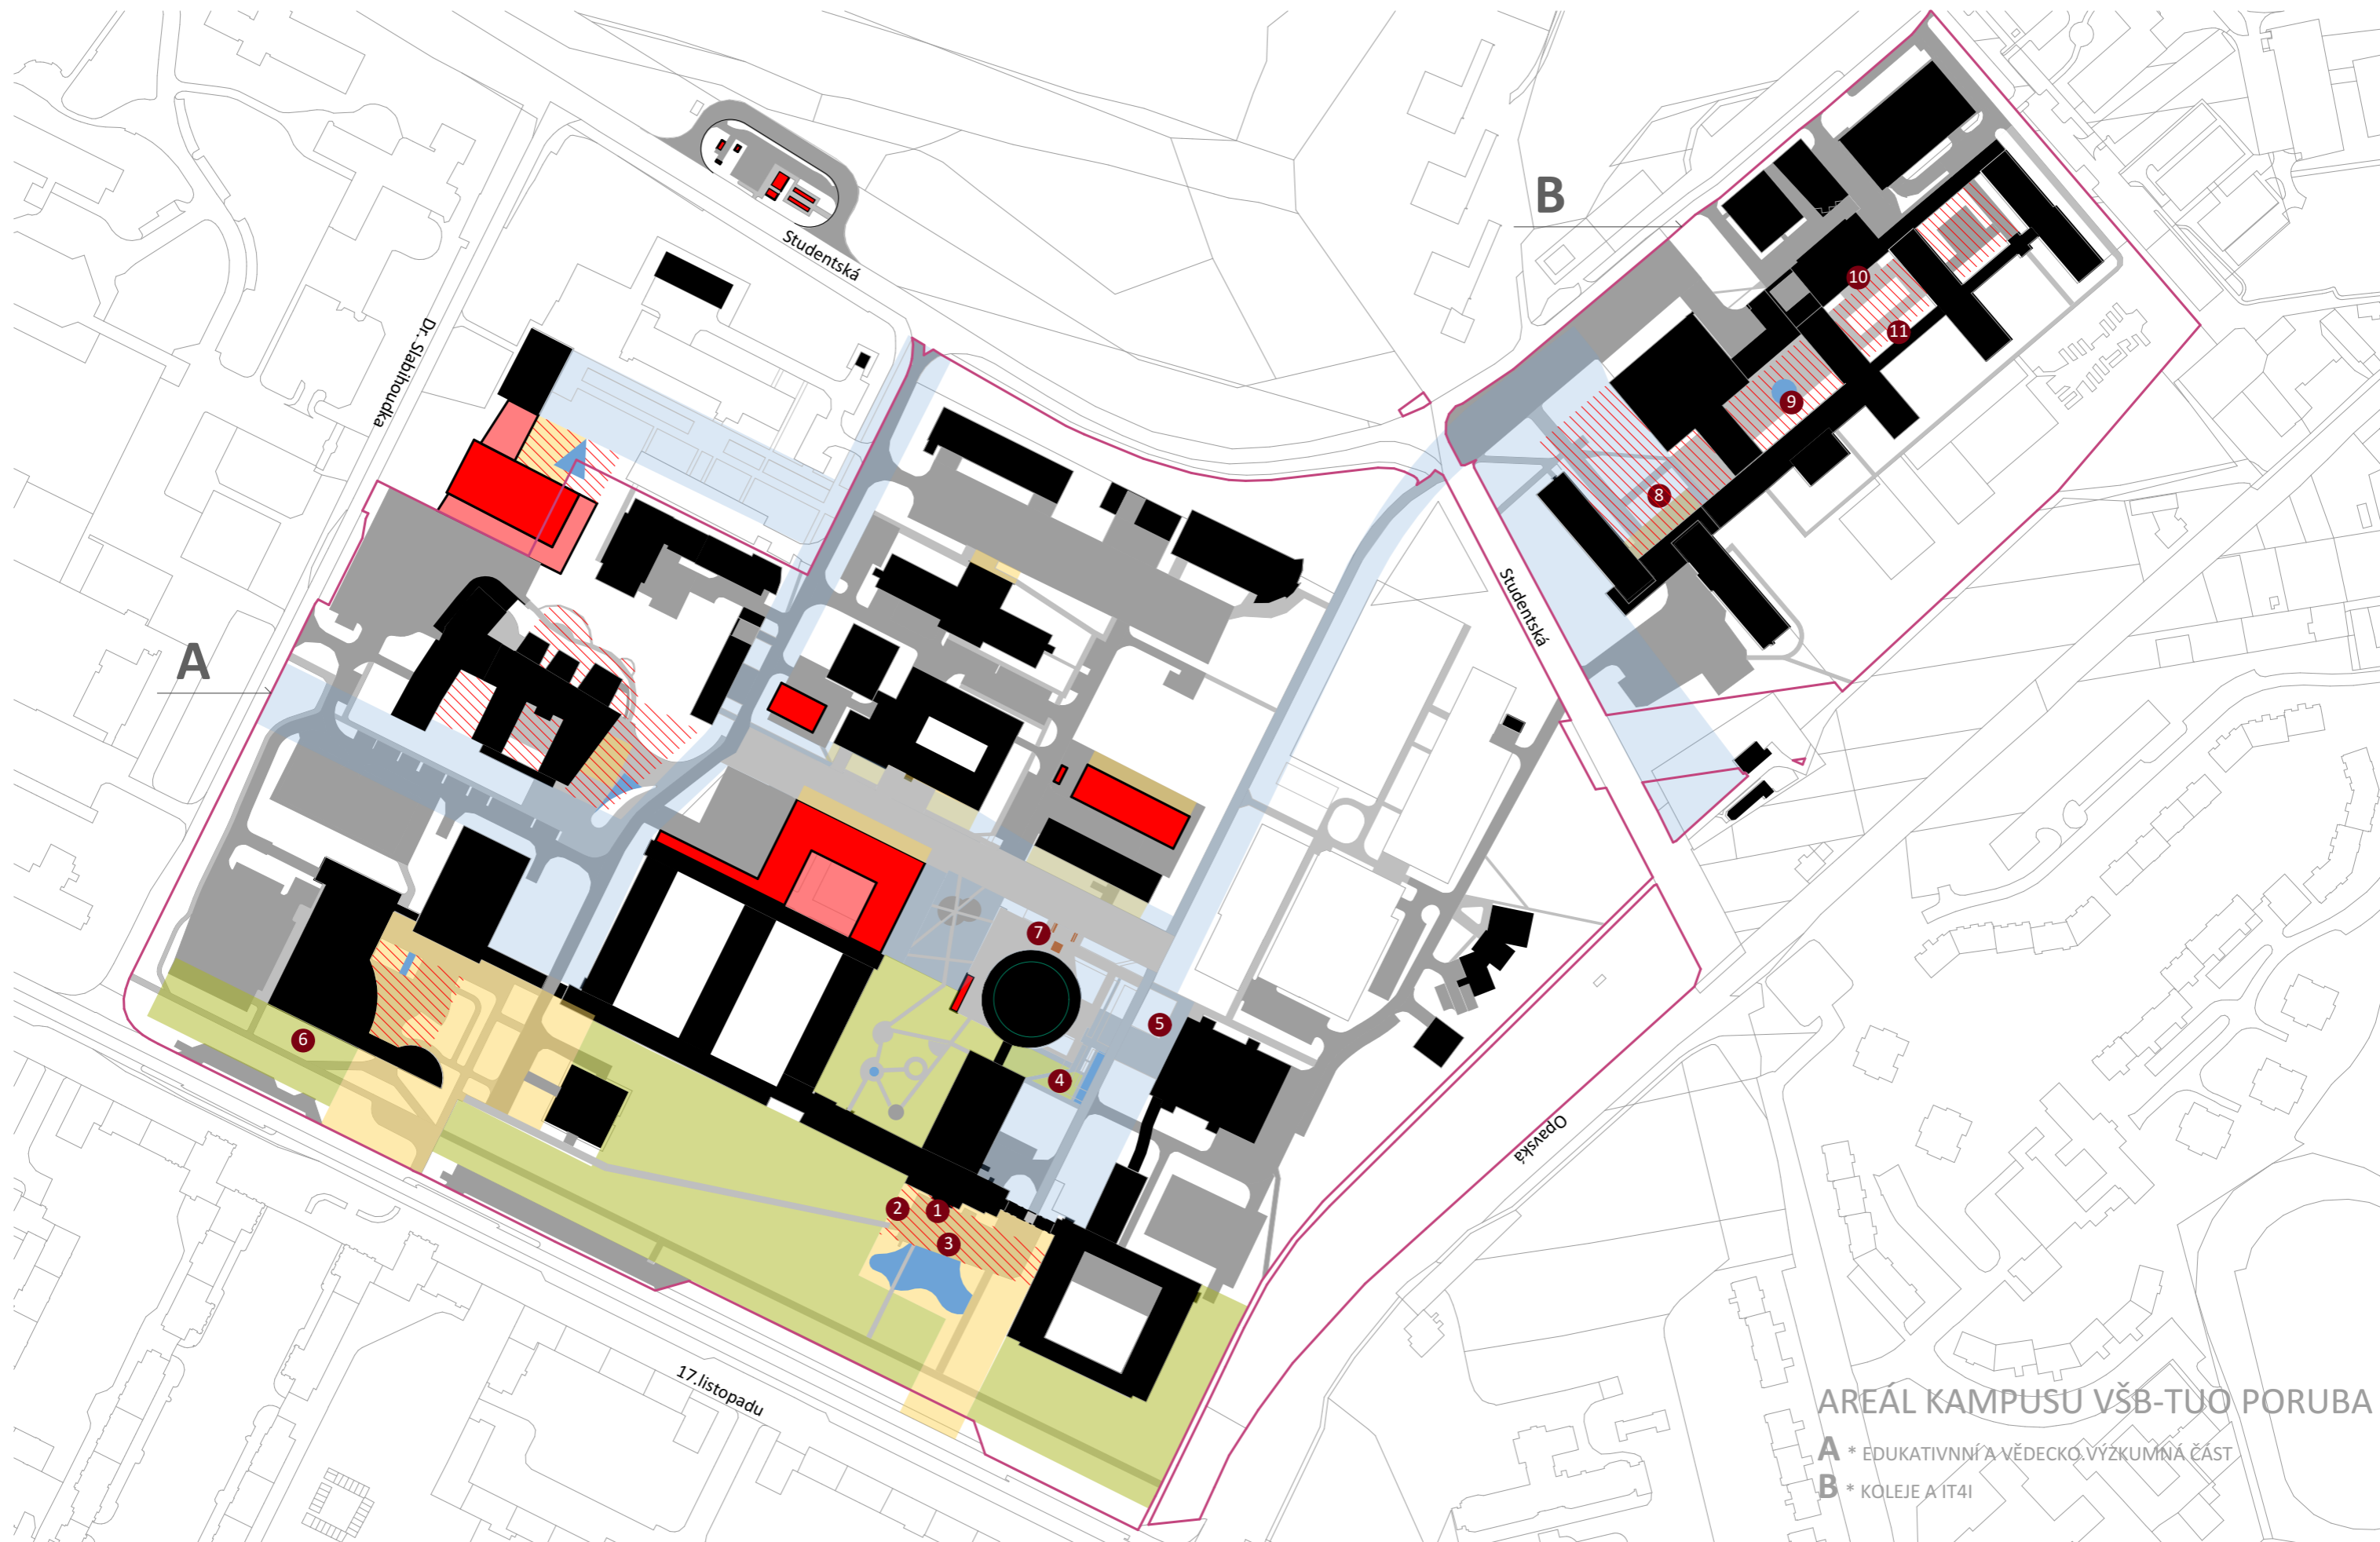 B
Studentská
10
11
Dr. Slabihoudka
9
8
Studentská
A
7
5
6
4
Opavská
2
1
3
17.listopadu
AREÁL KAMPUSU VŠB-TUO PORUBA
A * EDUKATIVNNÍ A VĚDECKO.VÝZKUMNÁ ČÁST
B * KOLEJE A IT4I